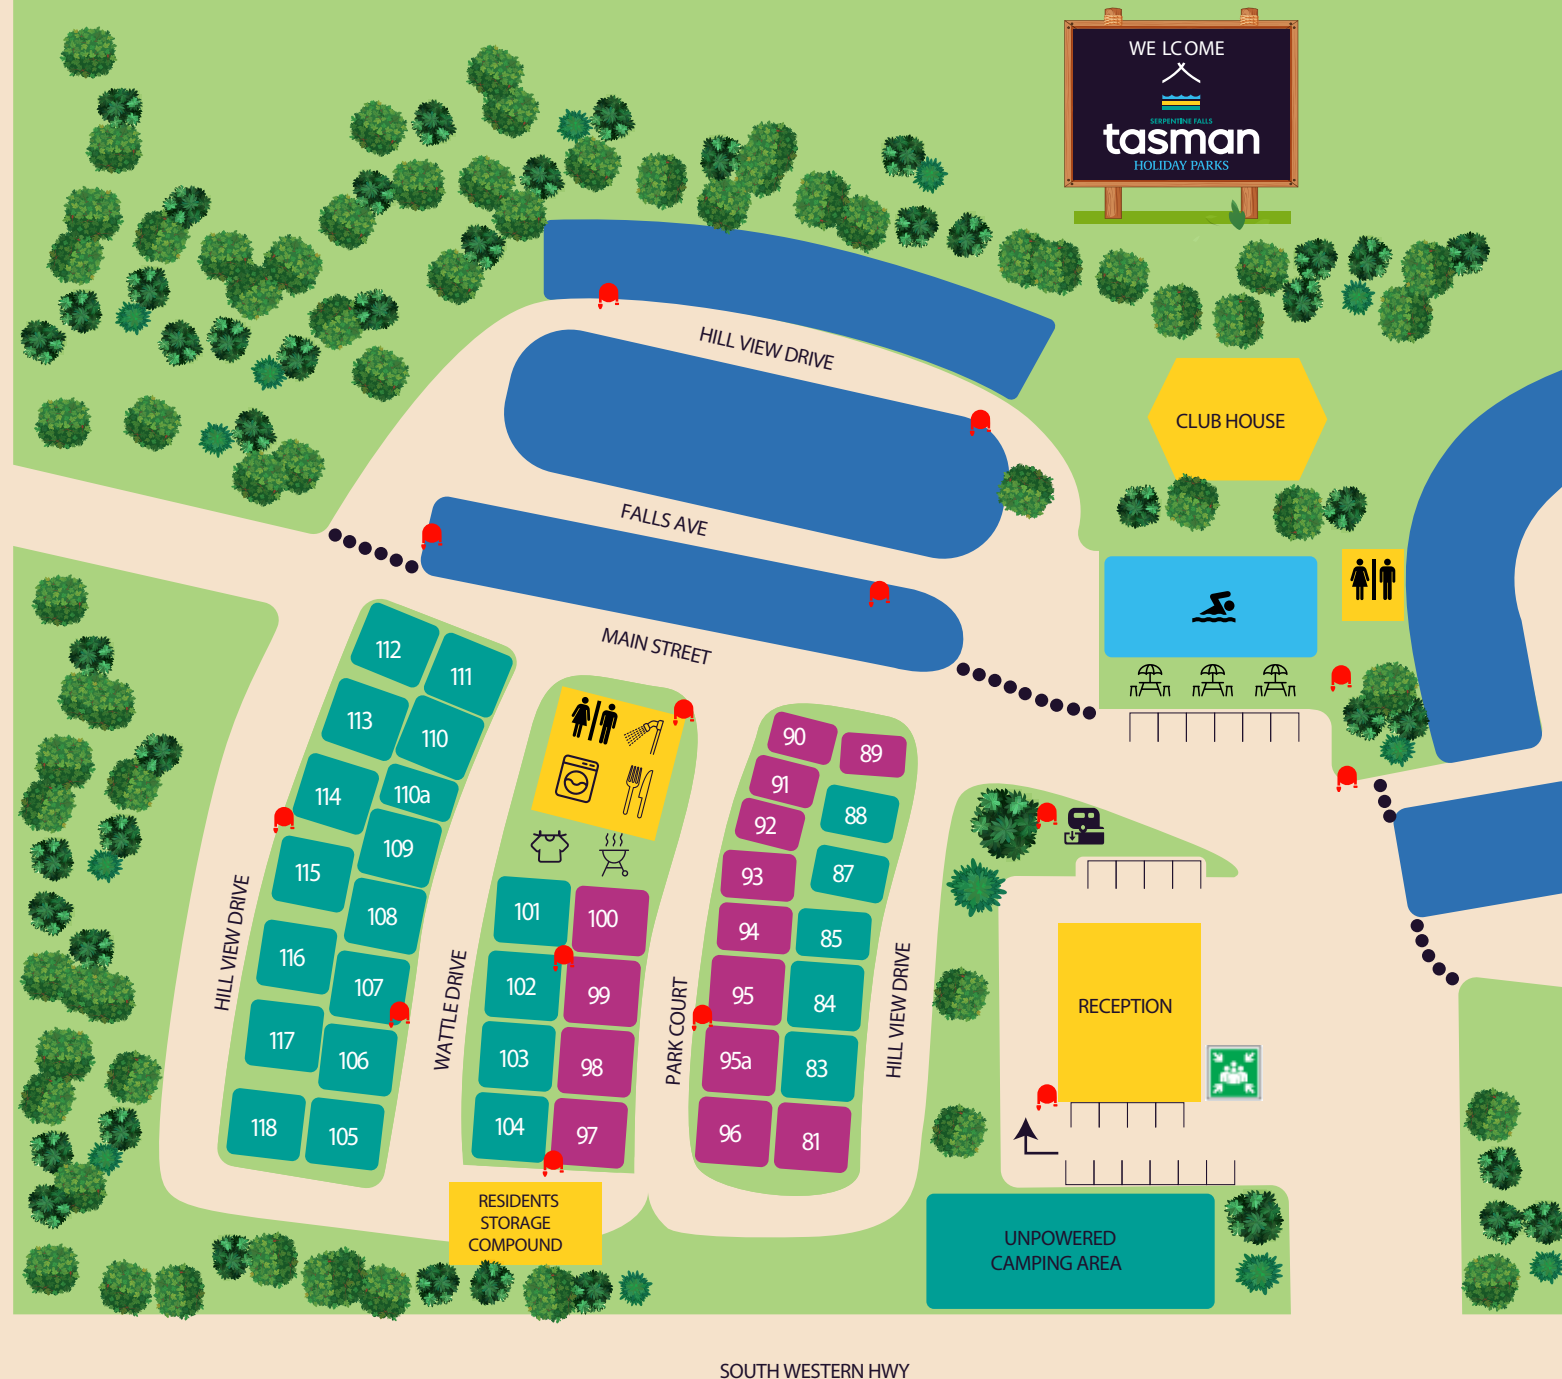 WELCOME
SERPENTINE FALLS
tasman
HOLIDAY PARKS
HILL VIEW DRIVE
CLUB HOUSE
FALLS AVE
MAIN STREET
112
111
113
110
114
110a
109
115
108
116
107
117
106
118
105
HILL VIEW DRIVE
WATTLE DRIVE
101
100
102
99
103
98
104
97
PARK COURT
90
89
91
88
92
87
93
94
85
95
84
95a
83
96
81
HILL VIEW DRIVE
RECEPTION
RESIDENTS
STORAGE
COMPOUND
UNPOWERED
CAMPING AREA
SOUTH WESTERN HWY